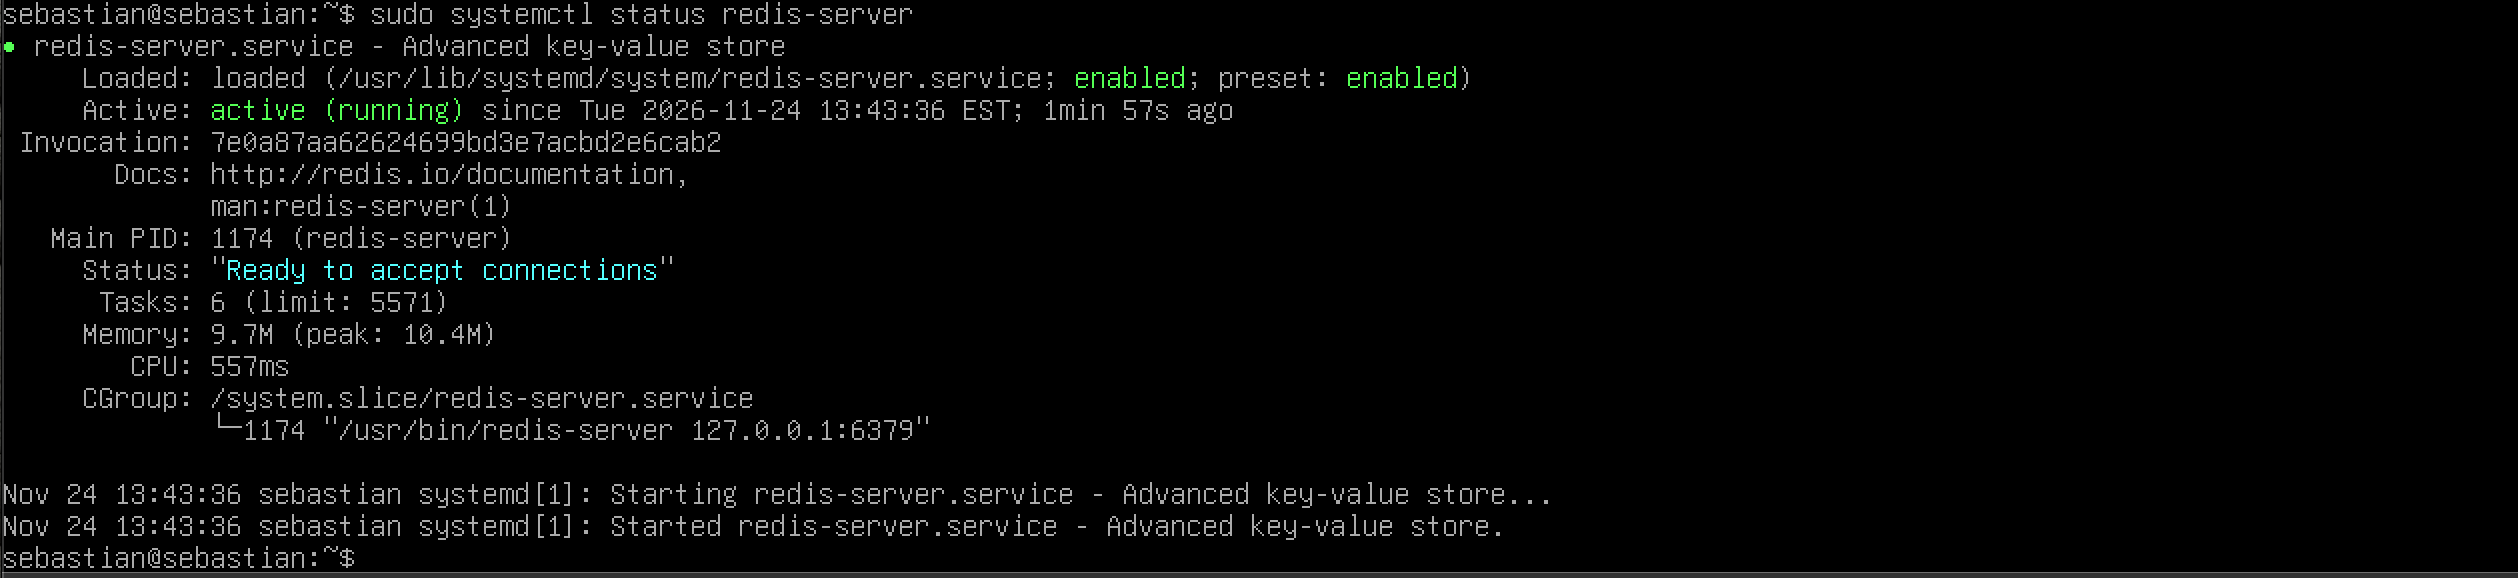 sebastian@sebastian:~$ sudo systemctl status redis-server
● redis-server.service - Advanced key-value store
     Loaded: loaded (/usr/lib/systemd/system/redis-server.service; enabled; preset: enabled)
     Active: active (running) since Tue 2026-11-24 13:43:36 EST; 1min 57s ago
 Invocation: 7e0a87aa62624699bd3e7acbd2e6cab2
       Docs: http://redis.io/documentation,
             man:redis-server(1)
   Main PID: 1174 (redis-server)
     Status: "Ready to accept connections"
      Tasks: 6 (limit: 5571)
     Memory: 9.7M (peak: 10.4M)
        CPU: 557ms
     CGroup: /system.slice/redis-server.service
             └─1174 "/usr/bin/redis-server 127.0.0.1:6379"

Nov 24 13:43:36 sebastian systemd[1]: Starting redis-server.service - Advanced key-value store...
Nov 24 13:43:36 sebastian systemd[1]: Started redis-server.service - Advanced key-value store.
sebastian@sebastian:~$